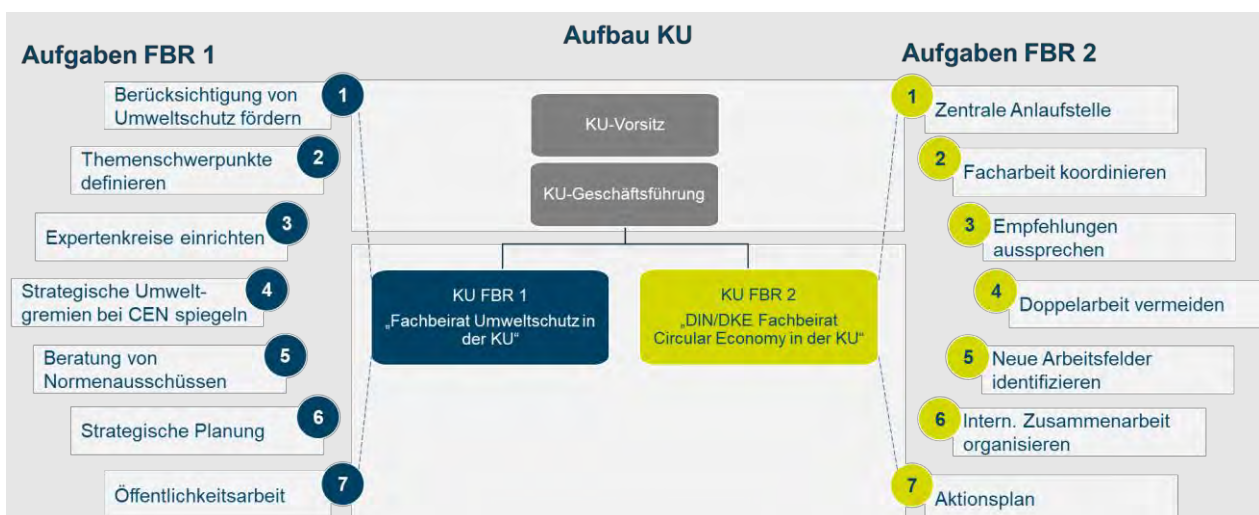 Aufbau KU
Aufgaben FBR 1
1
Berücksichtigung von
Umweltschutz fördern
2
Themenschwerpunkte
definieren
3
Expertenkreise einrichten
4
Strategische Umwelt-
gremien bei CEN spiegeln
5
Beratung von
Normenausschüssen
6
Strategische Planung
7
Öffentlichkeitsarbeit
KU-Vorsitz
KU-Geschäftsführung
KU FBR 1
„Fachbeirat Umweltschutz in
der KU“
KU FBR 2
„DIN/DKE Fachbeirat
Circular Economy in der KU“
Aufgaben FBR 2
1
Zentrale Anlaufstelle
2
Facharbeit koordinieren
3
Empfehlungen
aussprechen
4
Doppelarbeit vermeiden
5
Neue Arbeitsfelder
identifizieren
6
Intern. Zusammenarbeit
organisieren
7
Aktionsplan